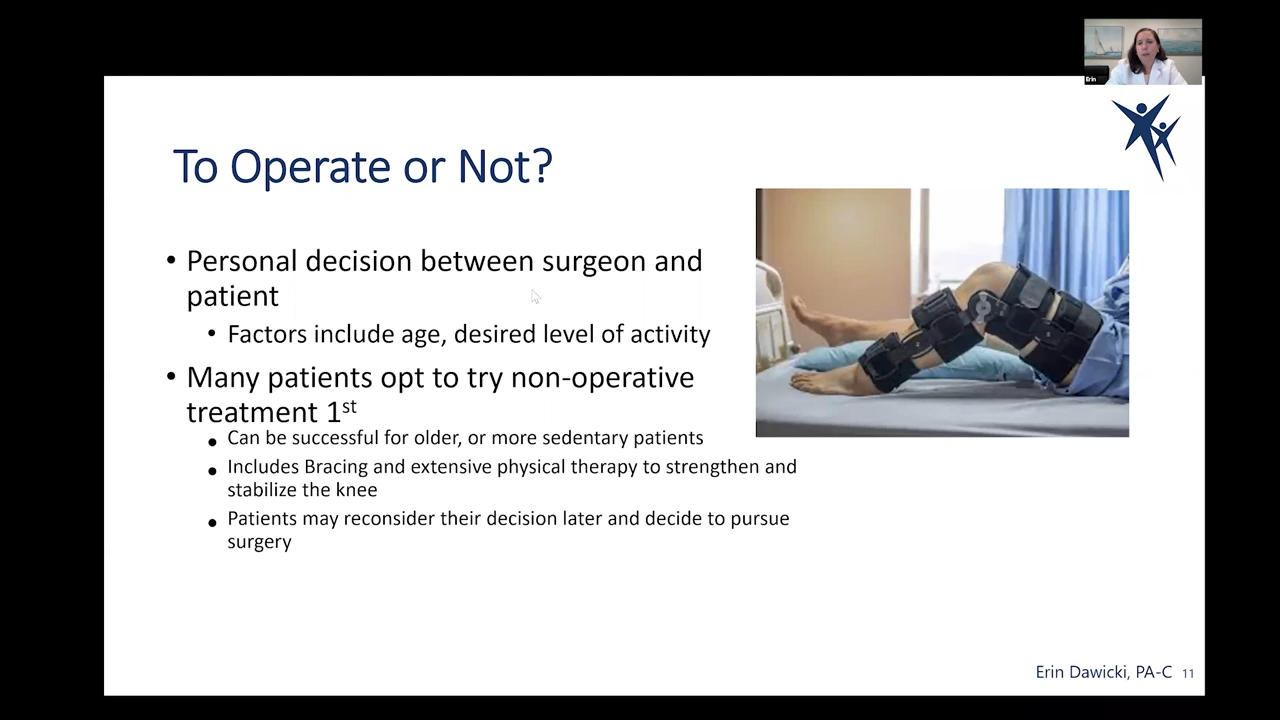 Erin
To Operate or Not?
• Personal decision between surgeon and
patient
• Factors include age, desired level of activity
• Many patients opt to try non-operative
treatment 1st
• Can be successful for older, or more sedentary patients
• Includes Bracing and extensive physical therapy to strengthen and
stabilize the knee
• Patients may reconsider their decision later and decide to pursue
surgery
Erin Dawicki, PA-C 11